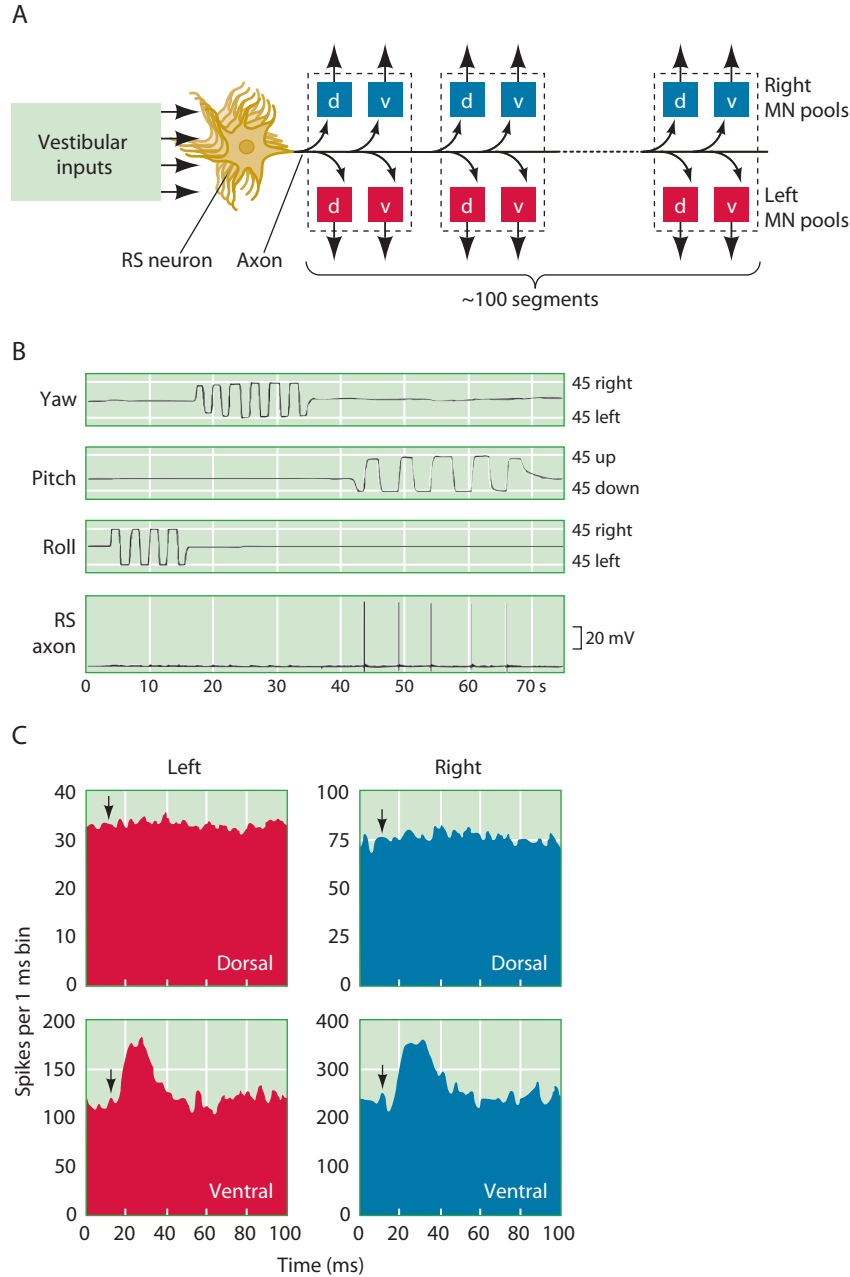 A
Vestibular
inputs
RS neuron
Axon
d v d v d v
Right
MN pools
d v d v d v
Left
MN pools
~100 segments
B
Yaw
45 right
45 left
Pitch
45 up
45 down
Roll
45 right
45 left
RS
axon
20 mV
0 10 20 30 40 50 60 70 s
C
Left
Right
Spikes per 1 ms bin
40
30
30
20
10
0
Dorsal
100
75
50
25
0
Dorsal
200
150
100
50
0
Ventral
0 20 40 60 80 100
400
300
200
100
0
Ventral
0 20 40 60 80 100
Time (ms)